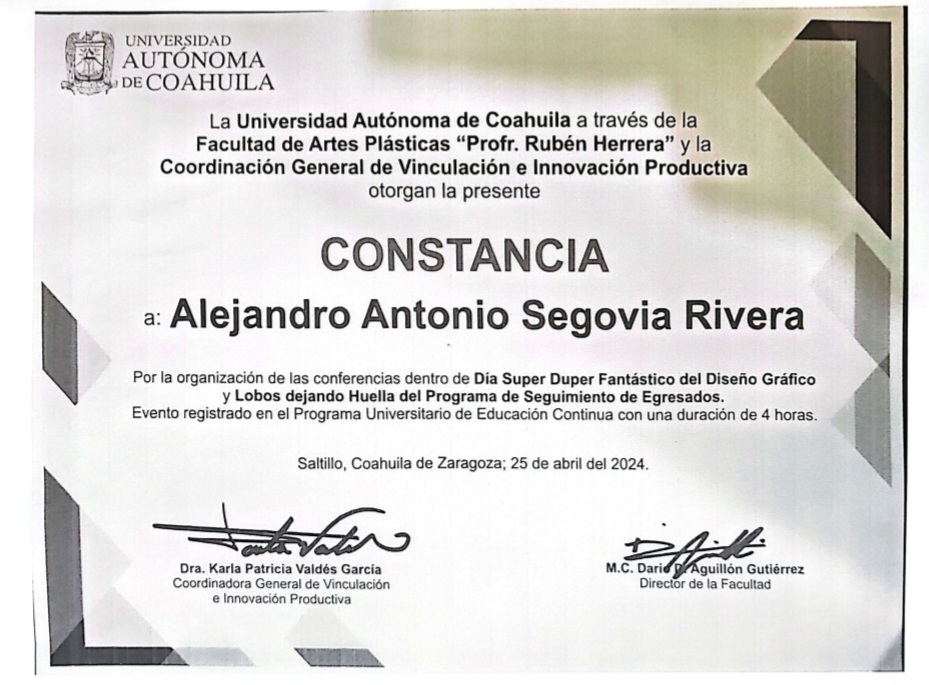 UNIVERSIDAD
AUTÓNOMA
DE COAHUILA
La Universidad Autónoma de Coahuila a través de la
Facultad de Artes Plásticas “Profr. Rubén Herrera” y la
Coordinación General de Vinculación e Innovación Productiva
otorgan la presente
CONSTANCIA
a: Alejandro Antonio Segovia Rivera
Por la organización de las conferencias dentro de Día Super Duper Fantástico del Diseño Gráfico
y Lobos dejando Huella del Programa de Seguimiento de Egresados.
Evento registrado en el Programa Universitario de Educación Continua con una duración de 4 horas.
Saltillo, Coahuila de Zaragoza; 25 de abril del 2024.
Dra. Karla Patricia Valdés García
Coordinadora General de Vinculación
e Innovación Productiva
M.C. Dario Aguillón Gutiérrez
Director de la Facultad